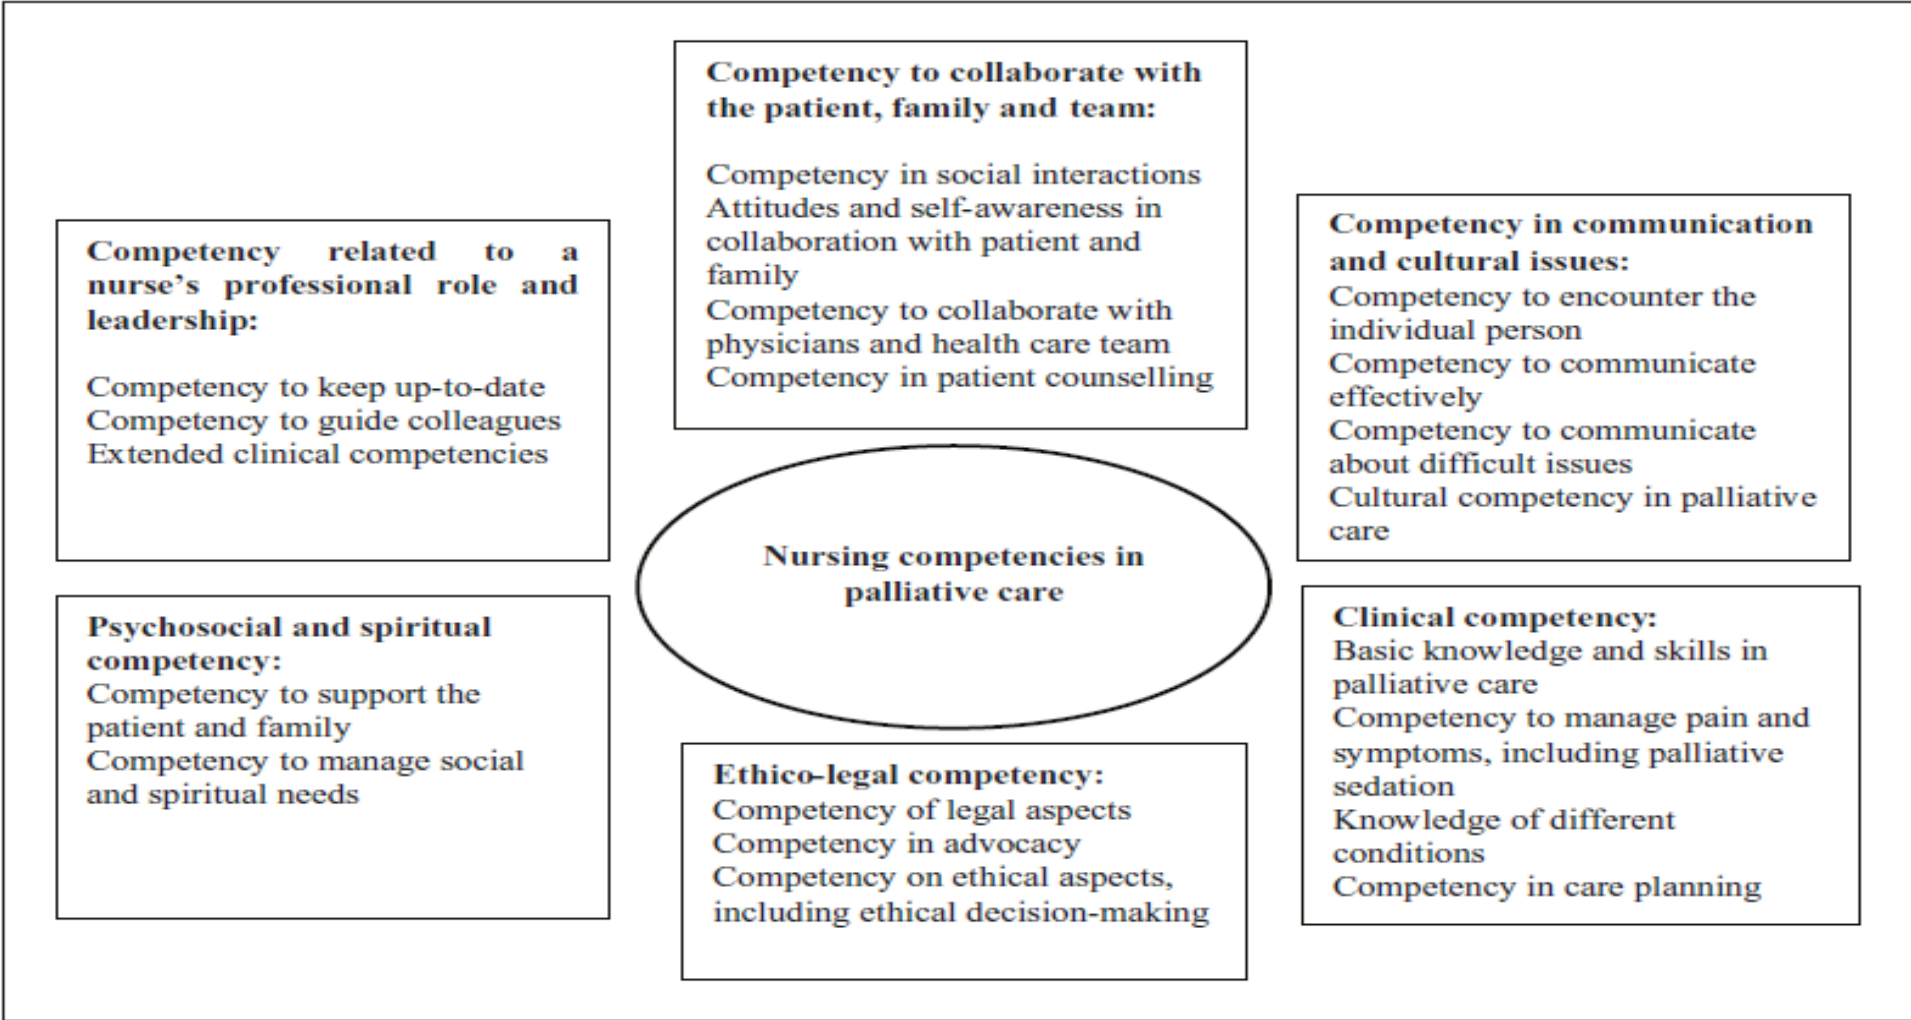 Competency to collaborate with
the patient, family and team:
Competency in social interactions
Attitudes and self-awareness in
collaboration with patient and
family
Competency to collaborate with
physicians and health care team
Competency in patient counselling
Competency related to a
nurse’s professional role and
leadership:
Competency to keep up-to-date
Competency to guide colleagues
Extended clinical competencies
Competency in communication
and cultural issues:
Competency to encounter the
individual person
Competency to communicate
effectively
Competency to communicate
about difficult issues
Cultural competency in palliative
care
Nursing competencies in
palliative care
Psychosocial and spiritual
competency:
Competency to support the
patient and family
Competency to manage social
and spiritual needs
Ethico-legal competency:
Competency of legal aspects
Competency in advocacy
Competency on ethical aspects,
including ethical decision-making
Clinical competency:
Basic knowledge and skills in
palliative care
Competency to manage pain and
symptoms, including palliative
sedation
Knowledge of different
conditions
Competency in care planning